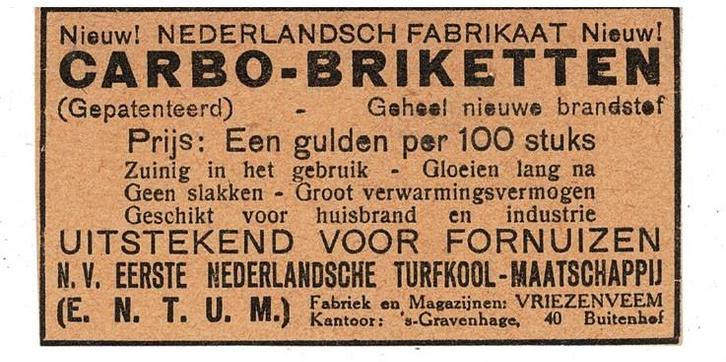 Nieuw! NEDERLANDSCH FABRIKAAT Nieuw!
CARBO-BRIKETTEN
(Gepatenteerd) - Geheel nieuwe brandstof
Prijs: Een gulden per 100 stuks
Zuinig in het gebruik - Gloeien lang na
Geen slakken - Groot verwarmingsvermogen
Geschikt voor huisbrand en industrie
UITSTEKEND VOOR FORNUIZEN
N. V. EERSTE NEDERLANDSCHE TURFKOOL-MAATSCHAPPIJ
(E. N. T. U. M.) Fabriek en Magazijnen: VRIEZENVEEM
Kantoor: 's-Gravenhage, 40 Buitenhof